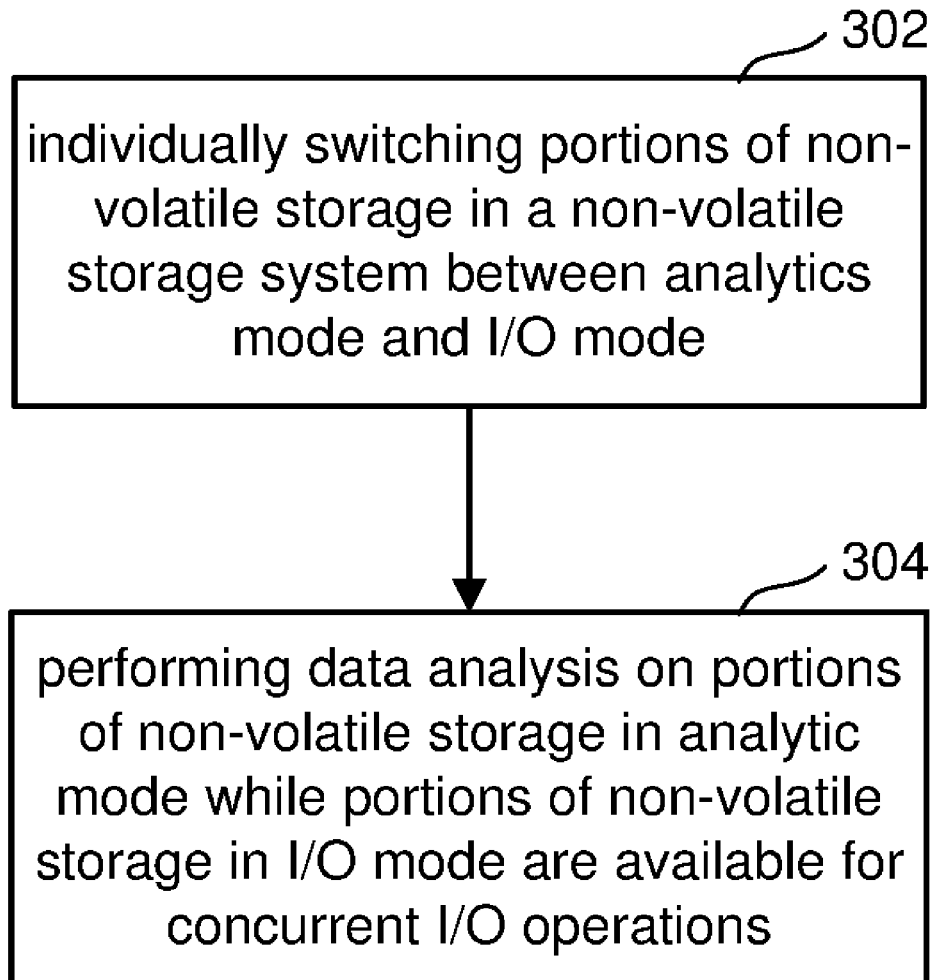 302
individually switching portions of non-
volatile storage in a non-volatile
storage system between analytics
mode and I/O mode
304
performing data analysis on portions
of non-volatile storage in analytic
mode while portions of non-volatile
storage in I/O mode are available for
concurrent I/O operations